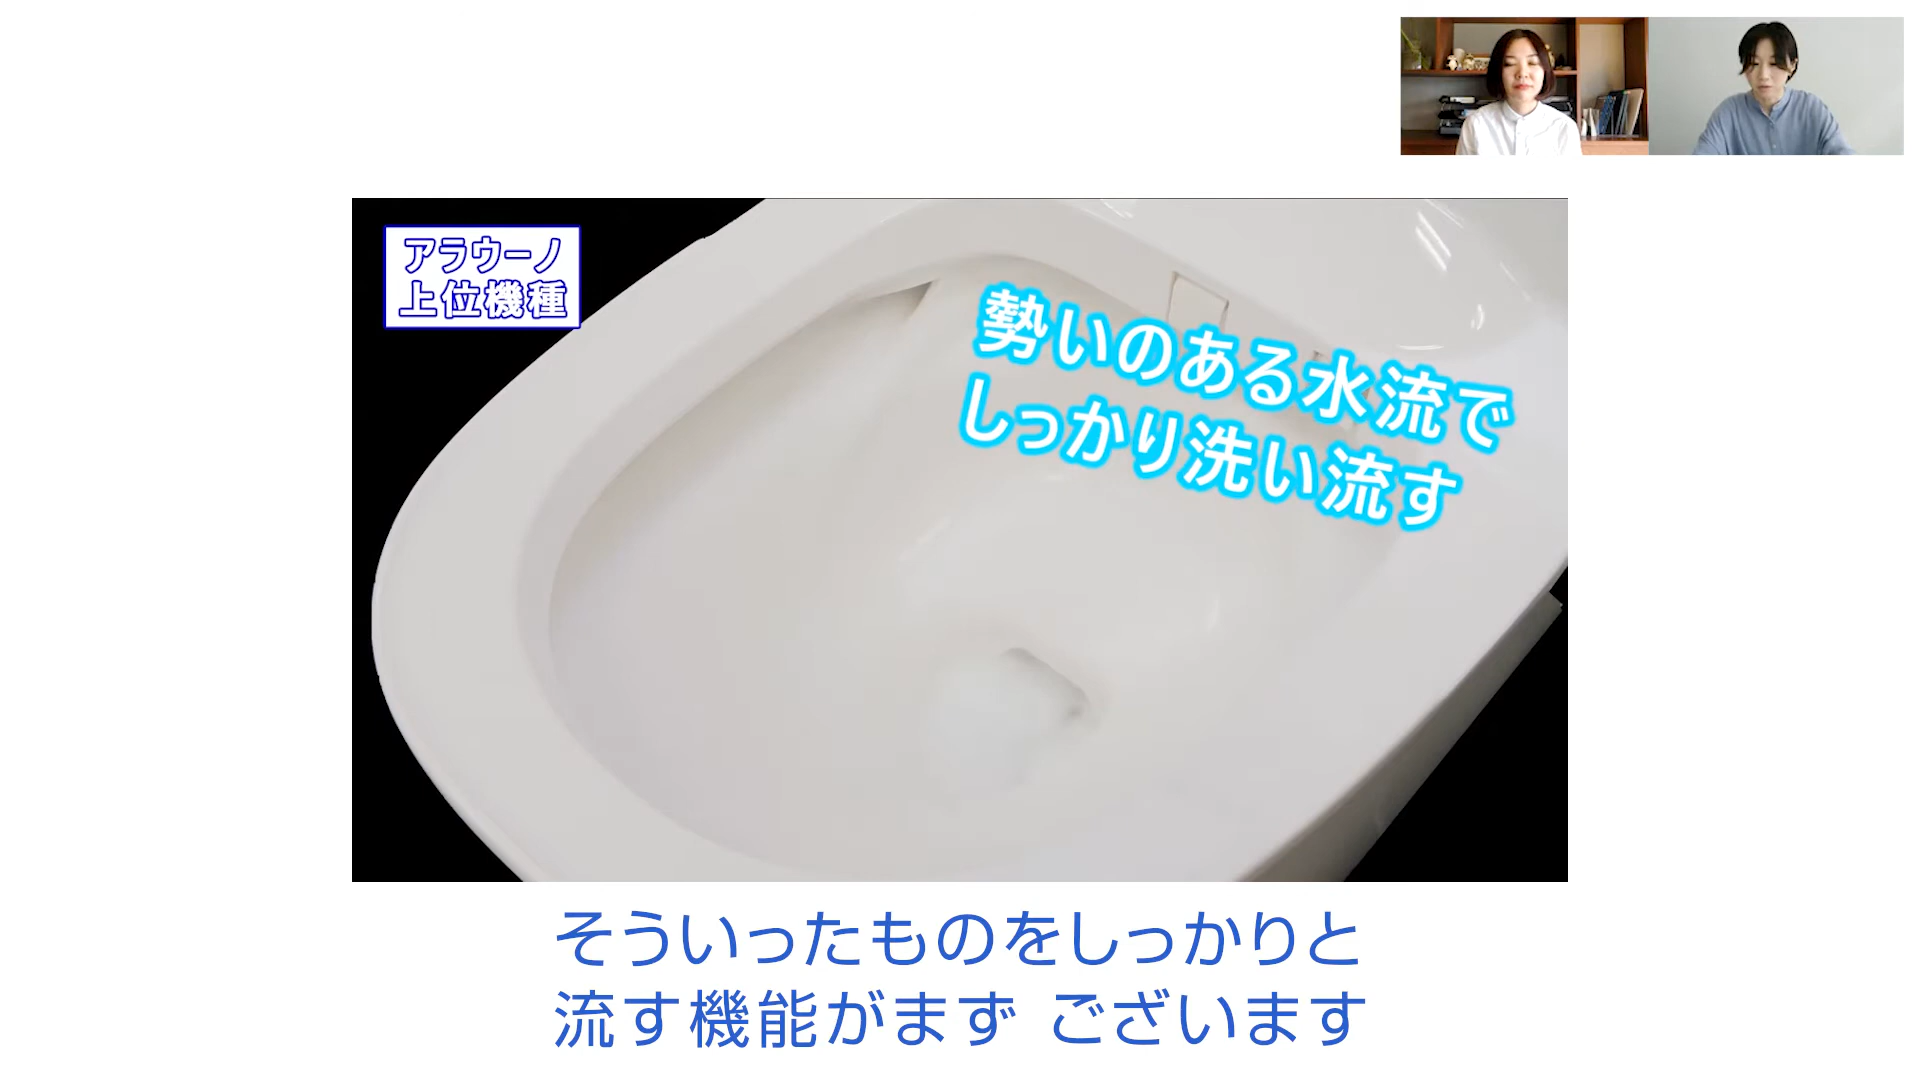 アラウーノ
上位機種
勢いのある水流で
しっかり洗い流す
そういったものをしっかりと
流す機能がまず ございます